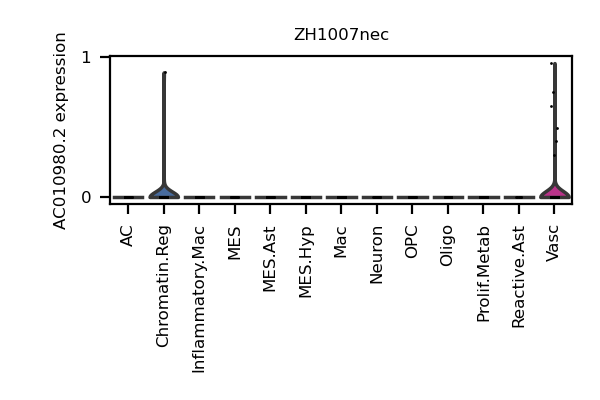 ZH1007nec
AC010980.2 expression
1
0
AC
Chromatin.Reg
Inflammatory.Mac
MES
MES.Ast
MES.Hyp
Mac
Neuron
OPC
Oligo
Prolif.Metab
Reactive.Ast
Vasc